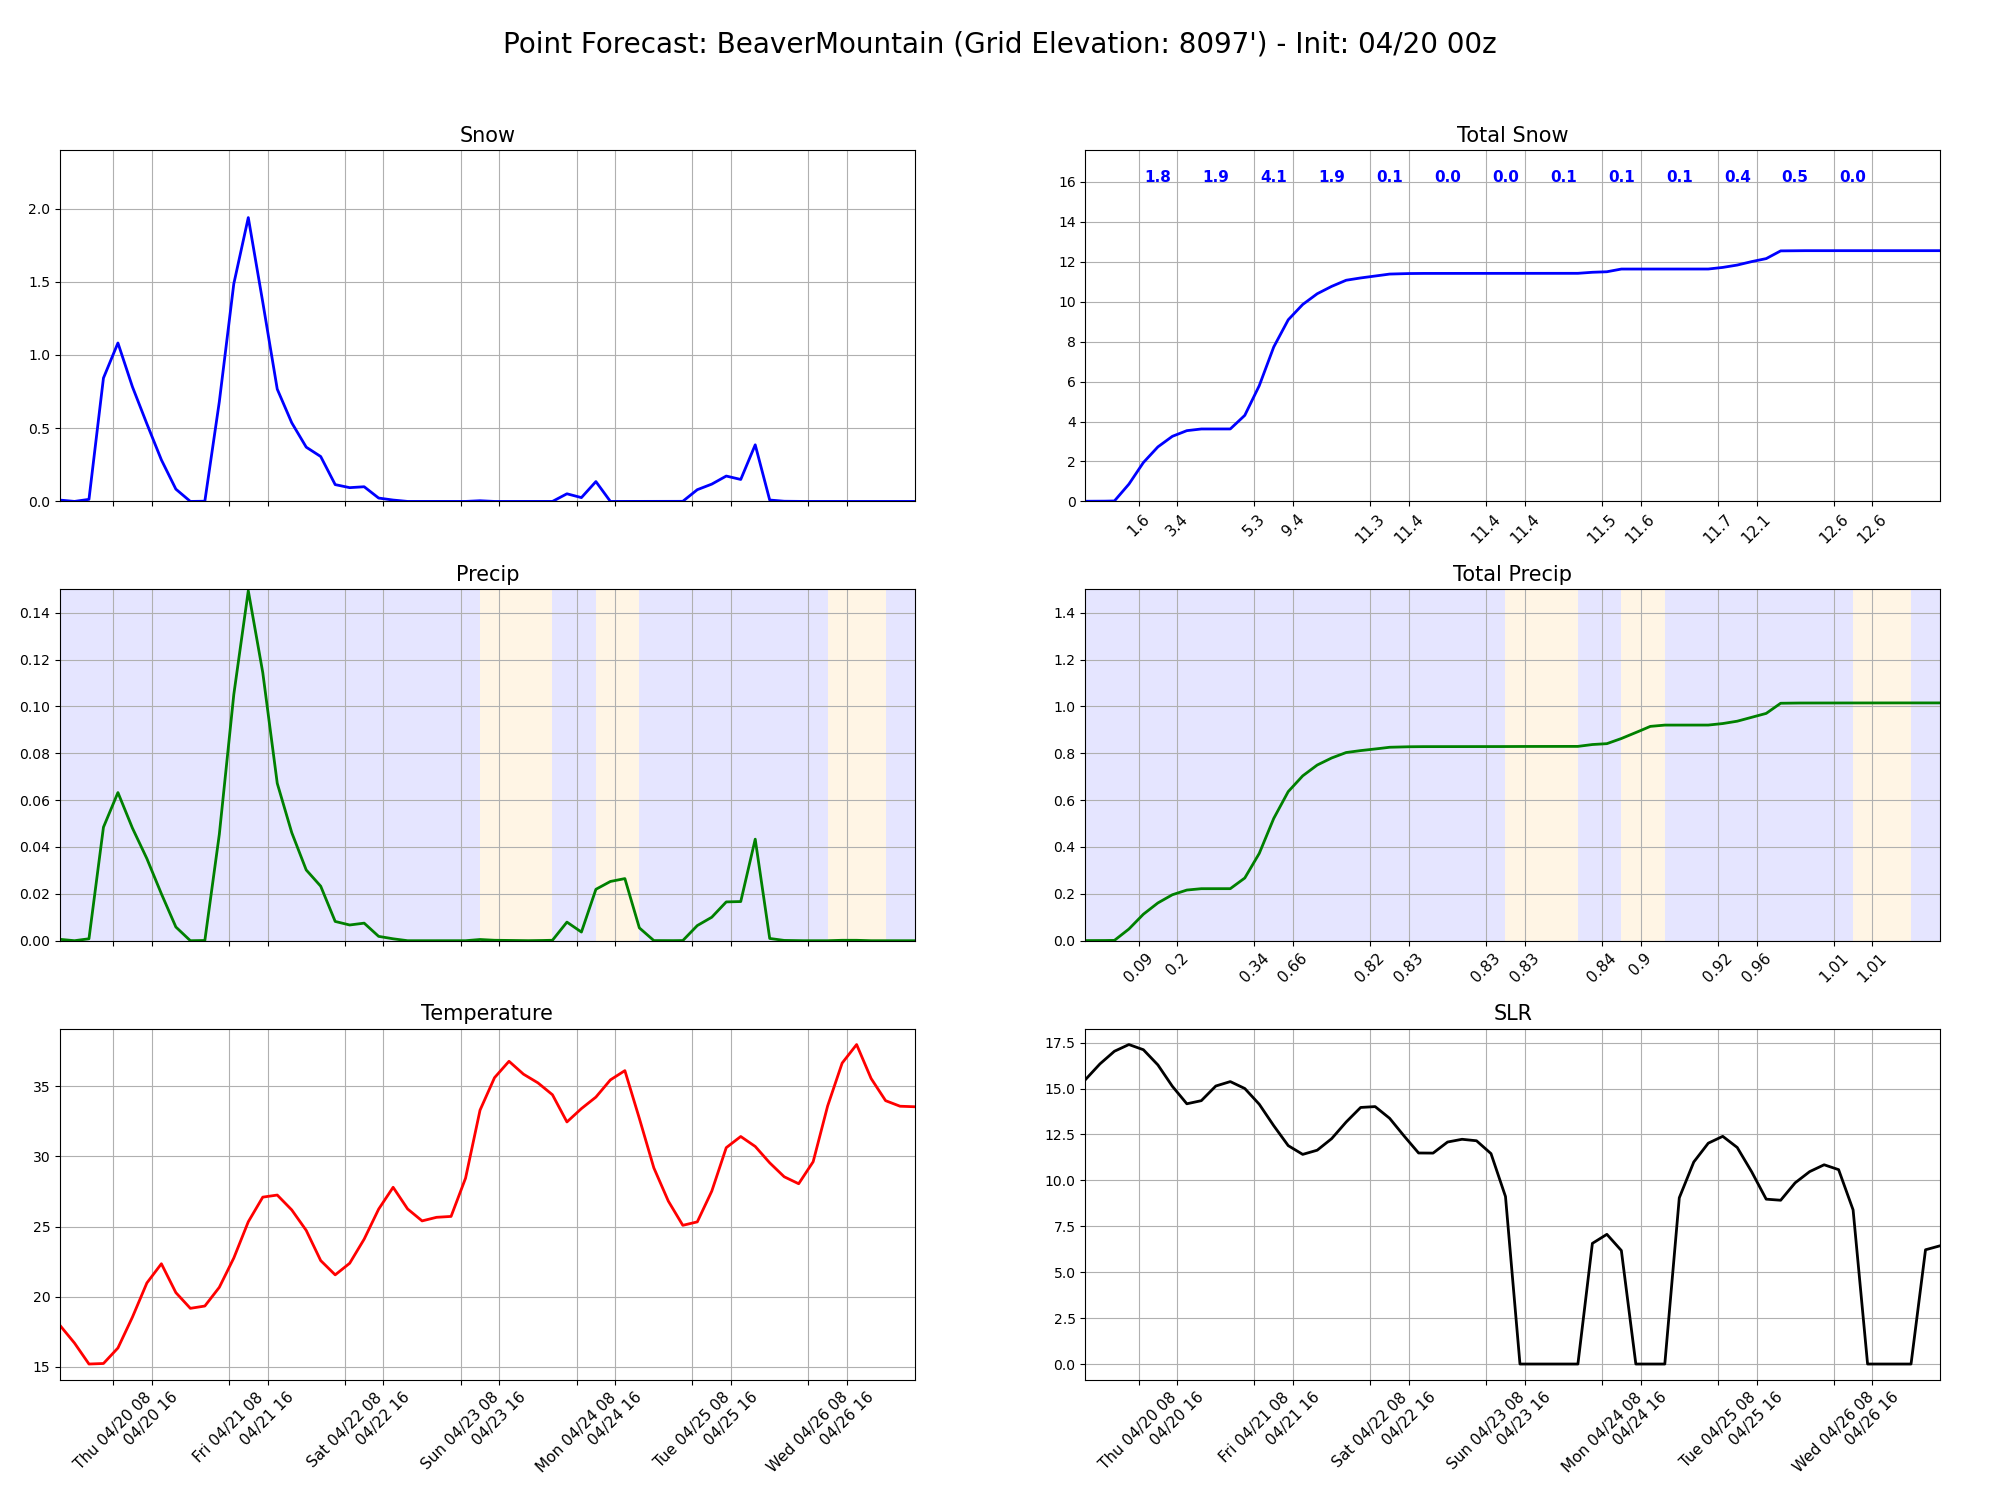 Point Forecast: BeaverMountain (Grid Elevation: 8097') - Init: 04/20 00z
Snow
2.0
1.5
1.0
0.5
0.0
Total Snow
1.8 1.9 4.1 1.9 0.1 0.0 0.0 0.1 0.1 0.1 0.4 0.5 0.0
16
14
12
10
8
6
4
2
0
1.6 3.4 5.3 9.4 11.3 11.4 11.4 11.4 11.5 11.6 11.7 12.1 12.6 12.6
Precip
0.14
0.12
0.10
0.08
0.06
0.04
0.02
0.00
Total Precip
1.4
1.2
1.0
0.8
0.6
0.4
0.2
0.0
0.09 0.2 0.34 0.66 0.82 0.83 0.83 0.83 0.84 0.9 0.92 0.96 1.01 1.01
Temperature
35
30
25
20
15
Thu 04/20 08
04/20 16
Fri 04/21 08
04/21 16
Sat 04/22 08
04/22 16
Sun 04/23 08
04/23 16
Mon 04/24 08
04/24 16
Tue 04/25 08
04/25 16
Wed 04/26 08
04/26 16
SLR
17.5
15.0
12.5
10.0
7.5
5.0
2.5
0.0
Thu 04/20 08
04/20 16
Fri 04/21 08
04/21 16
Sat 04/22 08
04/22 16
Sun 04/23 08
04/23 16
Mon 04/24 08
04/24 16
Tue 04/25 08
04/25 16
Wed 04/26 08
04/26 16